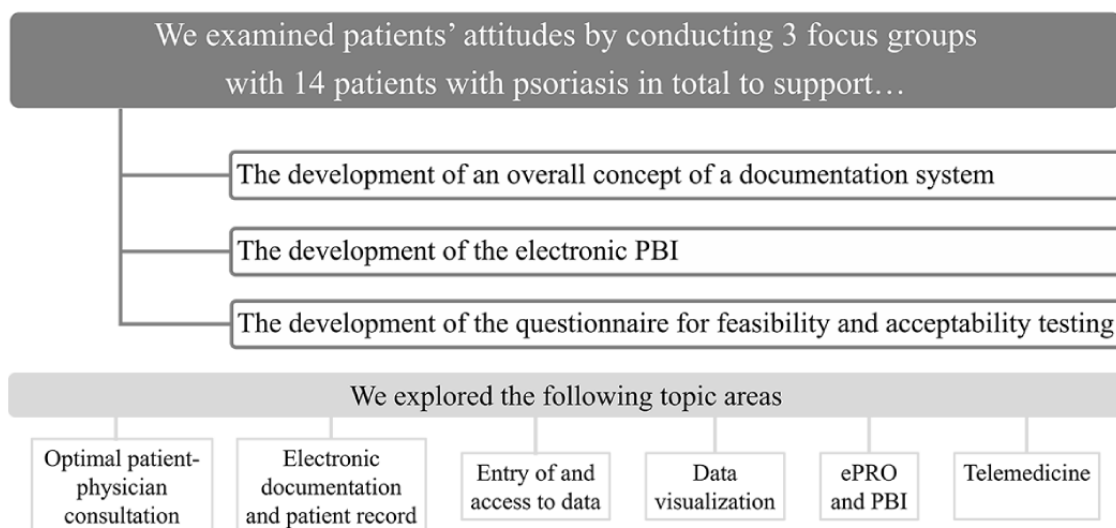 We examined patients’ attitudes by conducting 3 focus groups
with 14 patients with psoriasis in total to support…
The development of an overall concept of a documentation system
The development of the electronic PBI
The development of the questionnaire for feasibility and acceptability testing
We explored the following topic areas
Optimal patient-
physician
consultation
Electronic
documentation
and patient record
Entry of and
access to data
Data
visualization
ePRO
and PBI
Telemedicine